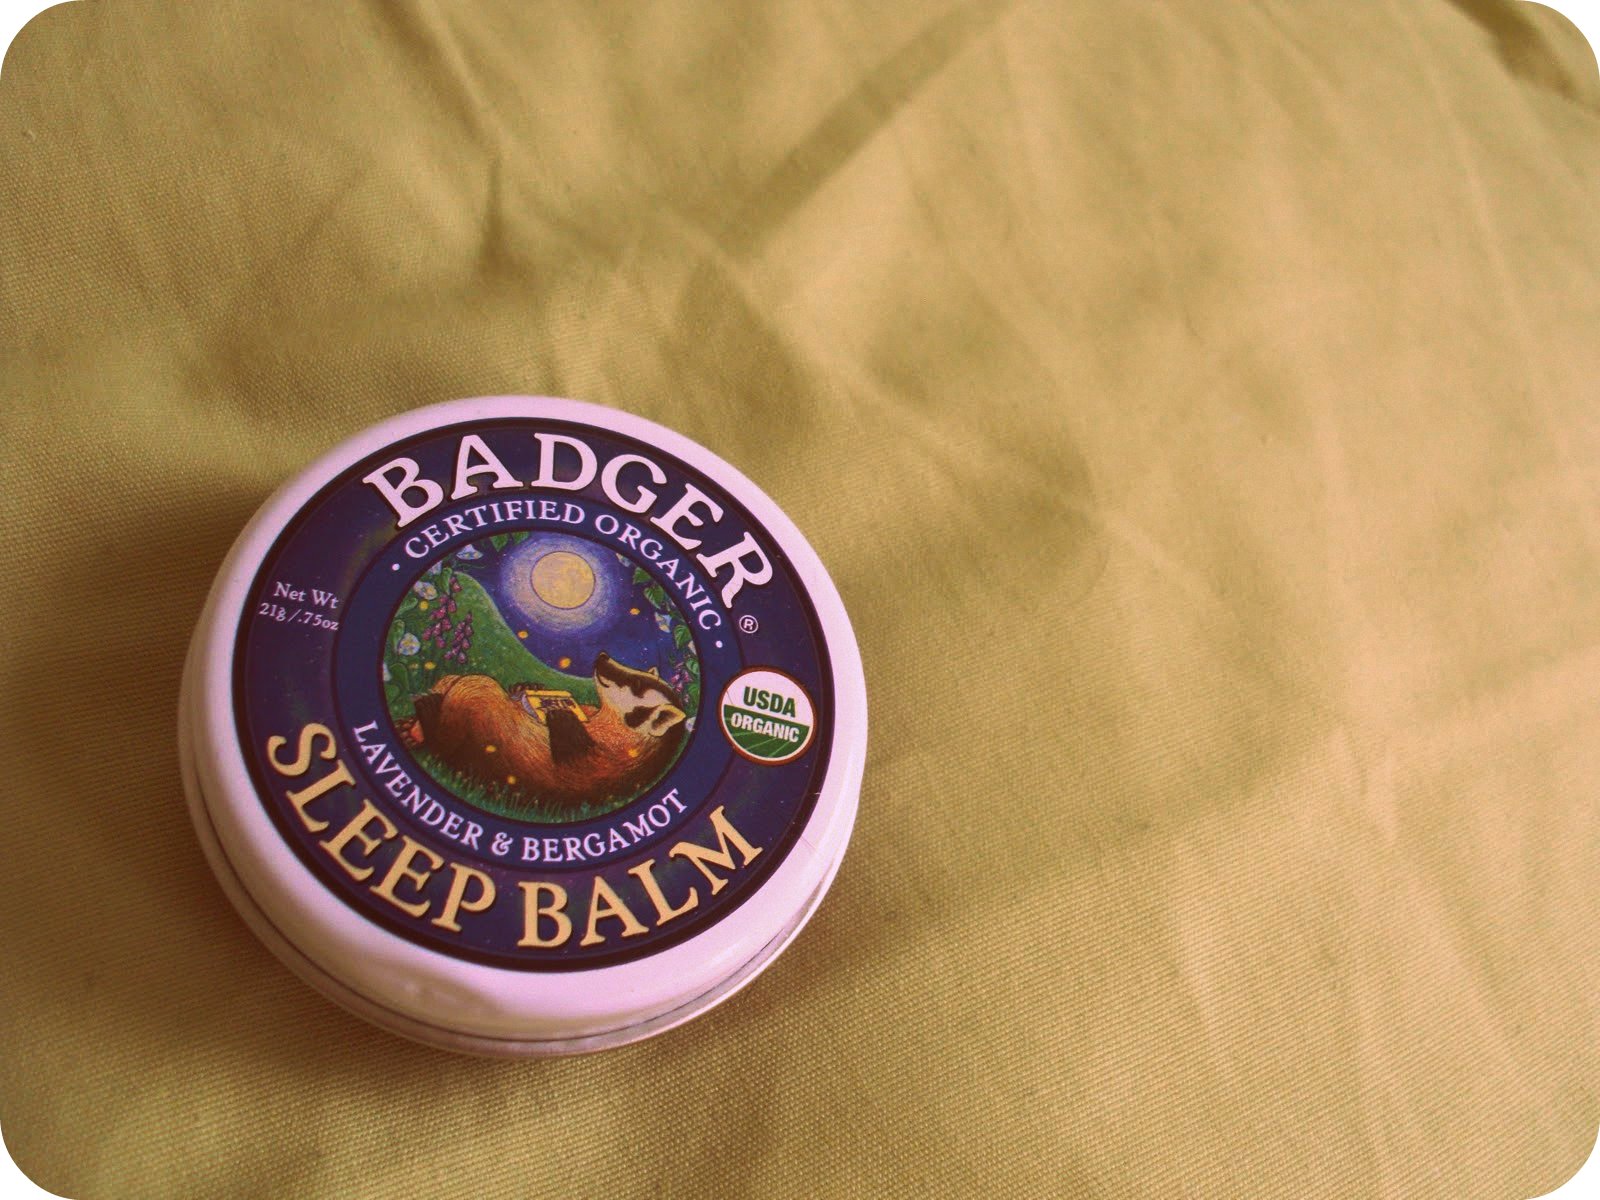 BADGER®
• CERTIFIED ORGANIC •
Net Wt
21g/.75oz
USDA
ORGANIC
LAVENDER & BERGAMOT
SLEEP BALM